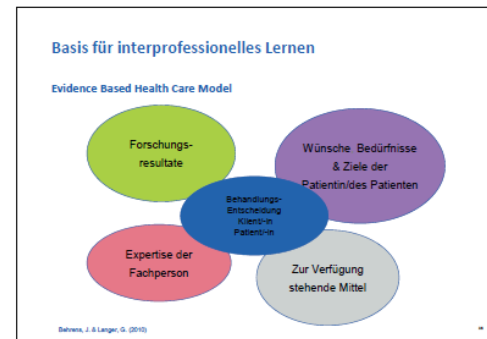 Basis für interprofessionelles Lernen
Evidence Based Health Care Model
Forschungs-
resultate
Wünsche Bedürfnisse
& Ziele der
Patientin/des Patienten
Behandlungs-
Entscheidung
Klient/-in
Patient/-in
Expertise der
Fachperson
Zur Verfügung
stehende Mittel
Behrens, J. & Langer, G. (2010)